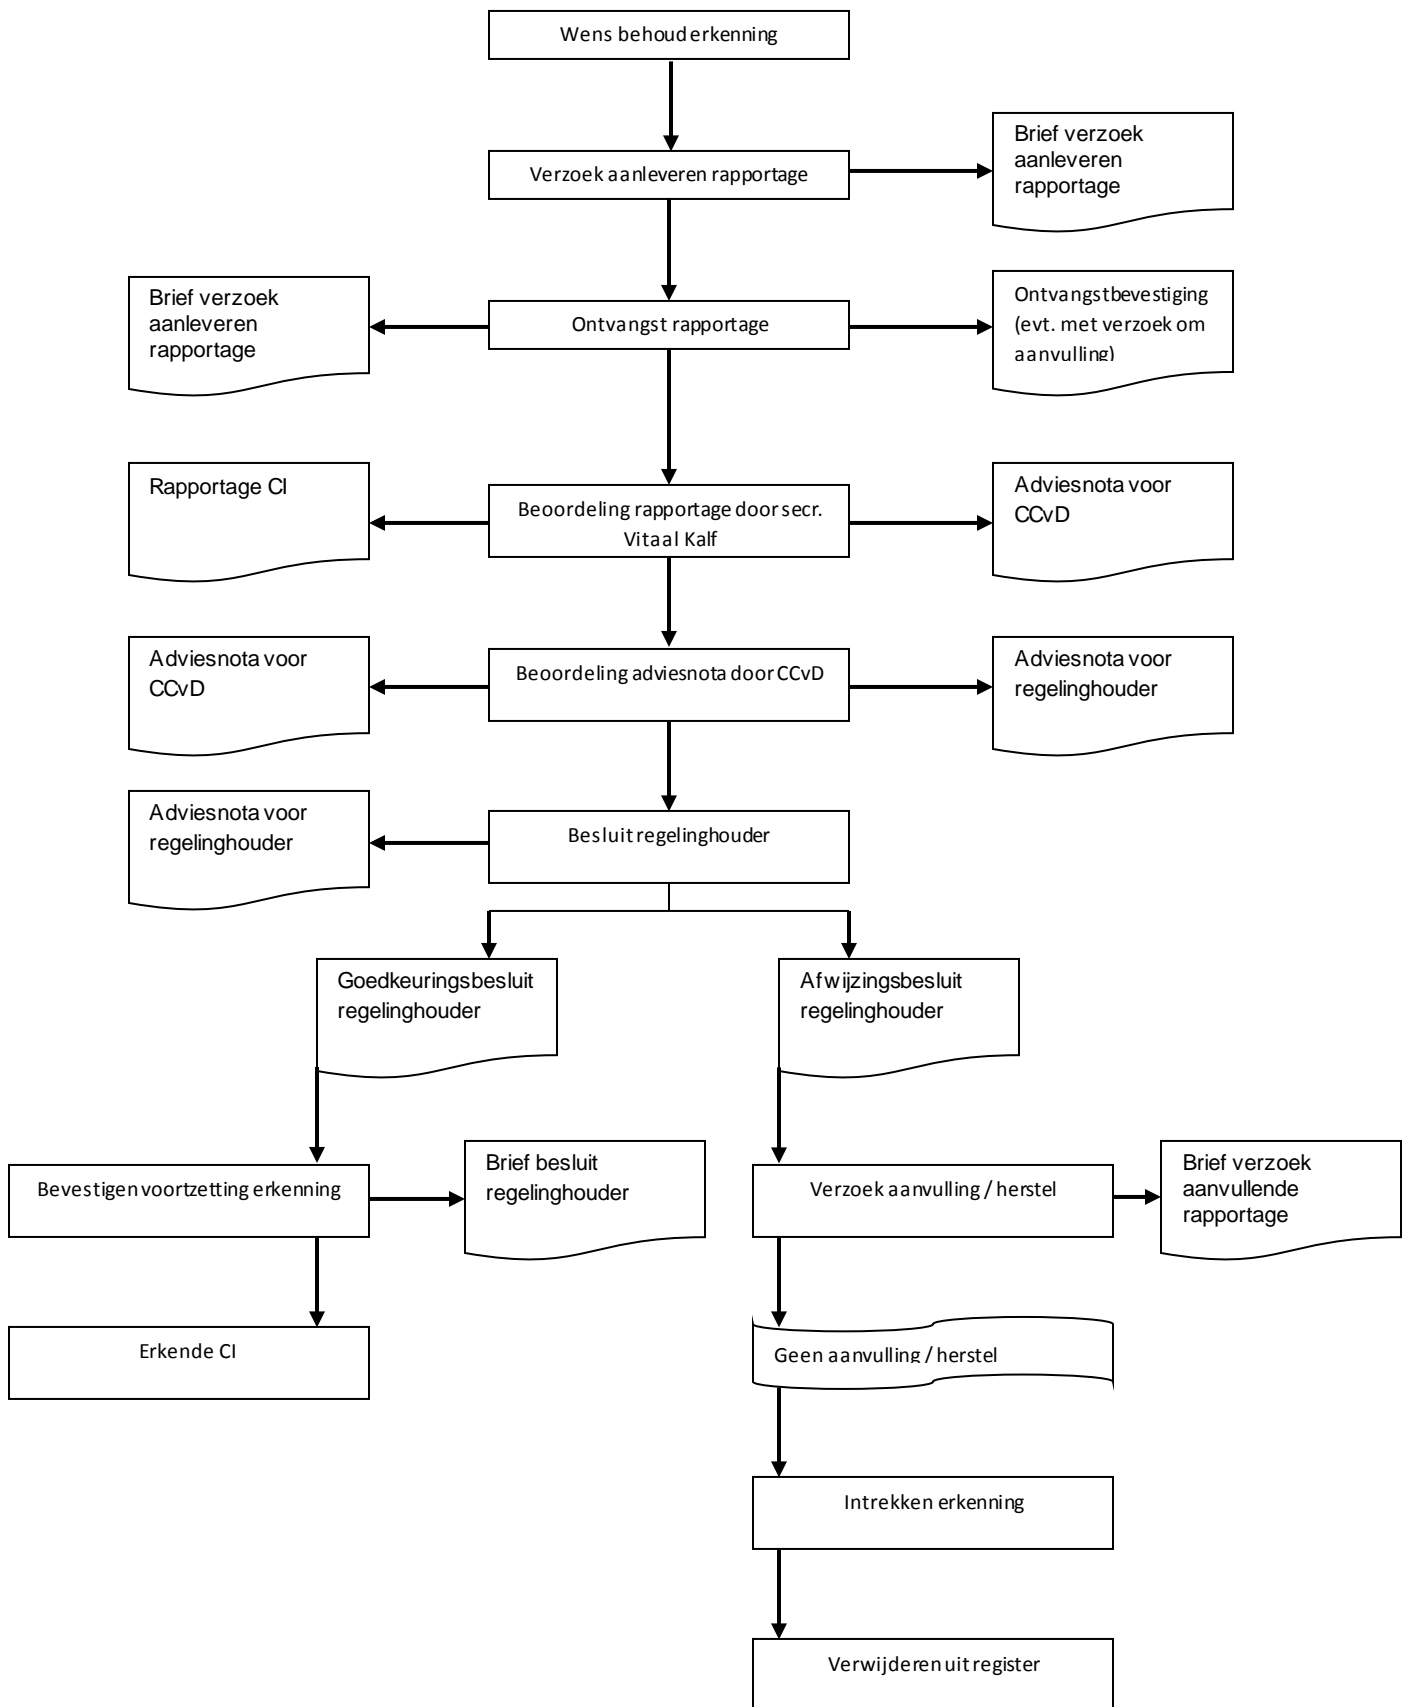 Wens behoud erkenning
Verzoek aanleveren rapportage
Brief verzoek
aanleveren
rapportage
Brief verzoek
aanleveren
rapportage
Ontvangst rapportage
Ontvangstbevestiging
(evt. met verzoek om
aanvulling)
Rapportage CI
Beoordeling rapportage door secr.
Vitaal Kalf
Adviesnota voor
CCvD
Adviesnota voor
CCvD
Beoordeling adviesnota door CCvD
Adviesnota voor
regelinghouder
Adviesnota voor
regelinghouder
Besluit regelinghouder
Goedkeuringsbesluit
regelinghouder
Afwijzingsbesluit
regelinghouder
Bevestigen voortzetting erkenning
Brief besluit
regelinghouder
Verzoek aanvulling / herstel
Brief verzoek
aanvullende
rapportage
Erkende CI
Geen aanvulling / herstel
Intrekken erkenning
Verwijderen uit register